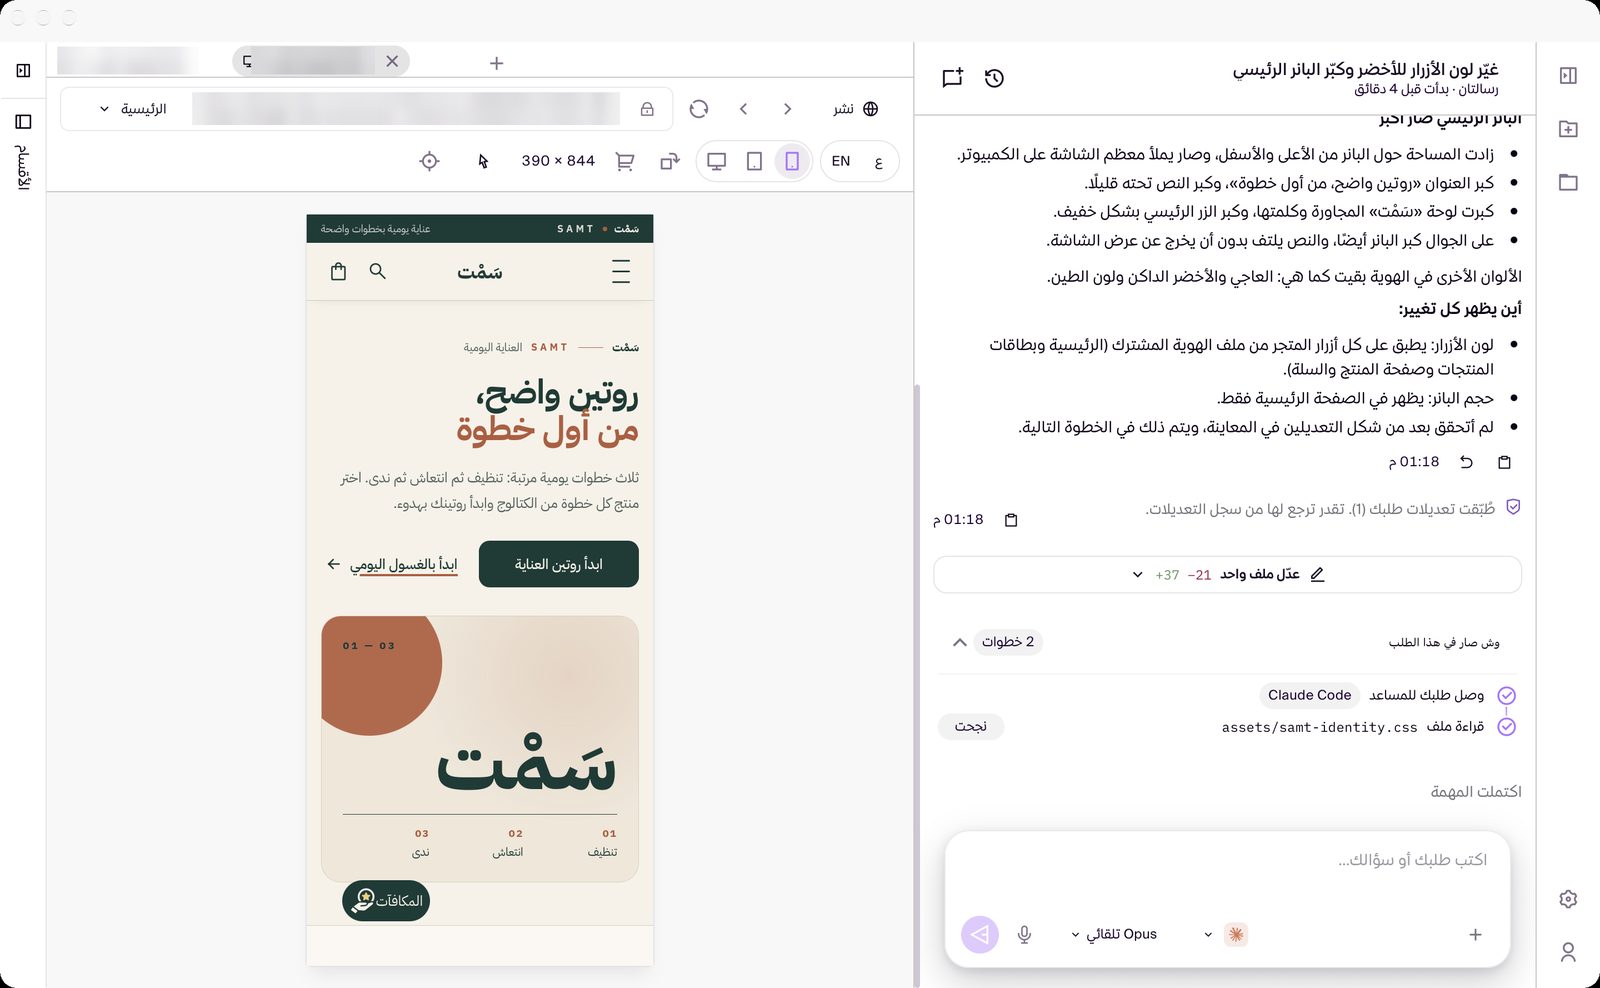 غيّر لون الأزرار للأخضر وكبّر البانر الرئيسي
رسالتان · بدأت قبل 4 دقائق
البانر الرئيسي صار أكبر
زادت المساحة حول البانر من الأعلى والأسفل، وصار يملأ معظم الشاشة على الكمبيوتر.
كبر العنوان «روتين واضح، من أول خطوة»، وكبر النص تحته قليلًا.
كبرت لوحة «سَمْت» المجاورة وكلمتها، وكبر الزر الرئيسي بشكل خفيف.
على الجوال كبر البانر أيضًا، والنص يلتف بدون أن يخرج عن عرض الشاشة.
الألوان الأخرى في الهوية بقيت كما هي: العاجي والأخضر الداكن ولون الطين.
أين يظهر كل تغيير:
لون الأزرار: يطبق على كل أزرار المتجر من ملف الهوية المشترك (الرئيسية وبطاقات
المنتجات وصفحة المنتج والسلة).
حجم البانر: يظهر في الصفحة الرئيسية فقط.
لم أتحقق بعد من شكل التعديلين في المعاينة، ويتم ذلك في الخطوة التالية.
01:18 م
طُبّقت تعديلات طلبك (1). تقدر ترجع لها من سجل التعديلات.
01:18 م
عدّل ملف واحد −21 +37
وش صار في هذا الطلب
2 خطوات
وصل طلبك للمساعد Claude Code
قراءة ملف assets/samt-identity.css
نجحت
اكتملت المهمة
اكتب طلبك أو سؤالك...
Opus تلقائي
نشر
الرئيسية
ع EN
390 × 844
الأقسام
سَمْت • SAMT
عناية يومية بخطوات واضحة
سَمْت
سَمْت — SAMT العناية اليومية
روتين واضح،
من أول خطوة
ثلاث خطوات يومية مرتبة: تنظيف ثم انتعاش ثم ندى. اختر
منتج كل خطوة من الكتالوج وابدأ روتينك بهدوء.
ابدأ روتين العناية
ابدأ بالغسول اليومي ←
01 — 03
سَمْت
01 02 03
تنظيف انتعاش ندى
المكافآت